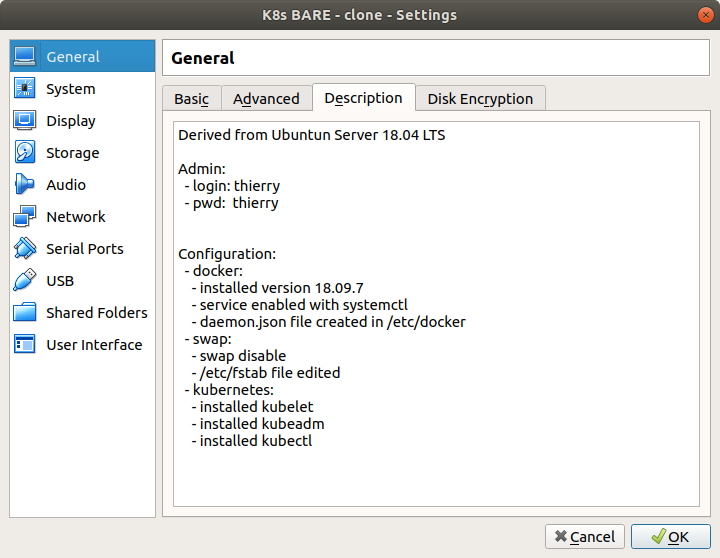 K8s BARE - clone - Settings
General
System
Display
Storage
Audio
Network
Serial Ports
USB
Shared Folders
User Interface
General
Basic Advanced Description Disk Encryption
Derived from Ubuntun Server 18.04 LTS
Admin:
- login: thierry
- pwd:  thierry
Configuration:
- docker:
- installed version 18.09.7
- service enabled with systemctl
- daemon.json file created in /etc/docker
- swap:
- swap disable
- /etc/fstab file edited
- kubernetes:
- installed kubelet
- installed kubeadm
- installed kubectl
Cancel OK